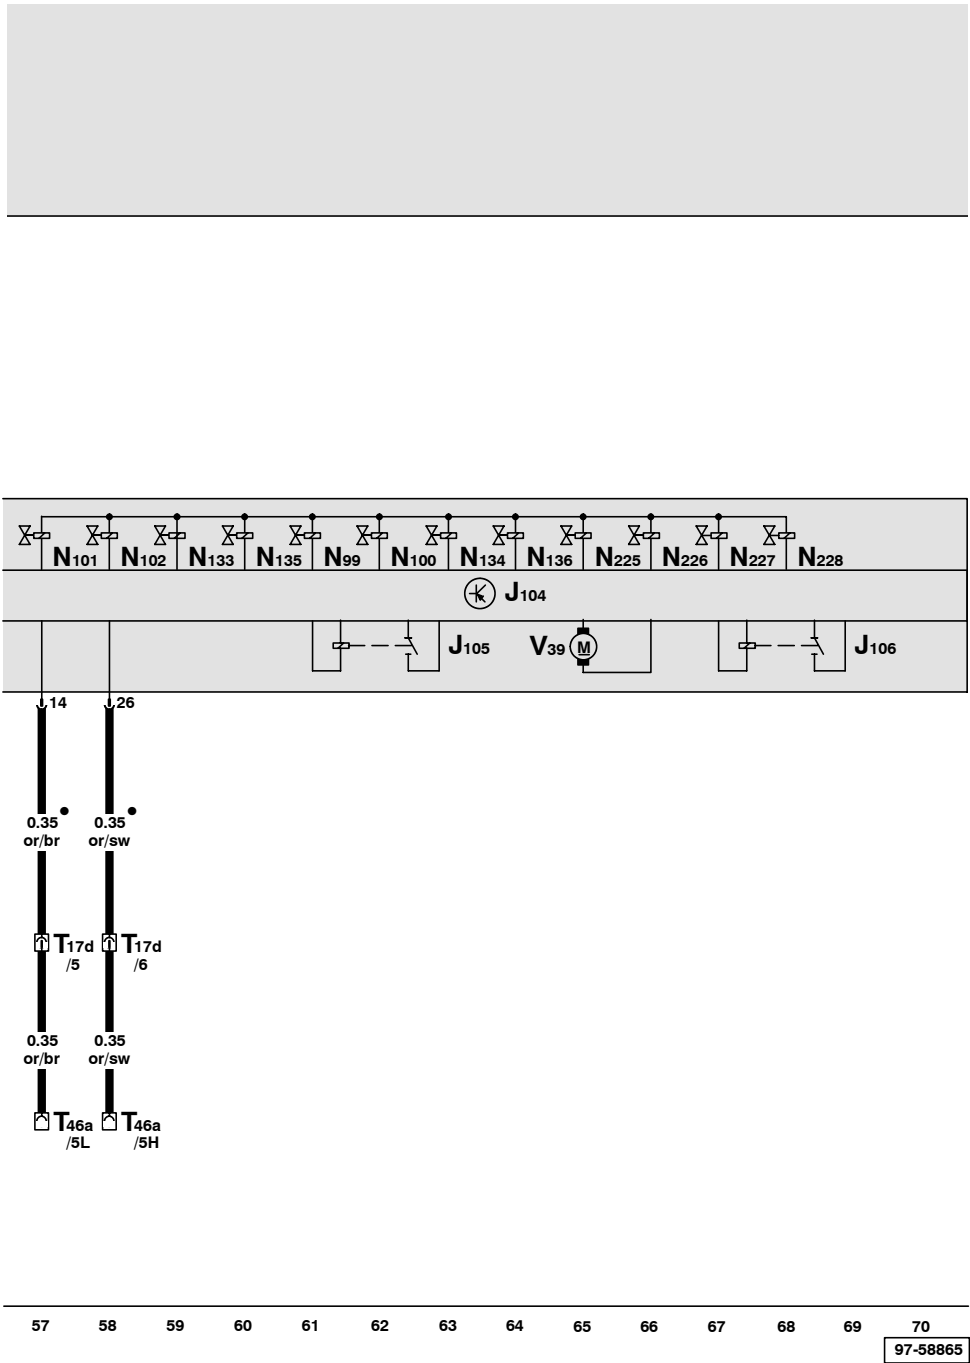 N101 N102 N133 N135 N99 N100 N134 N136 N225 N226 N227 N228
J104
J105 V39 M J106
14 26
0.35 0.35
or/br or/sw
T17d T17d
/5 /6
0.35 0.35
or/br or/sw
T46a T46a
/5L /5H
57 58 59 60 61 62 63 64 65 66 67 68 69 70
97-58865